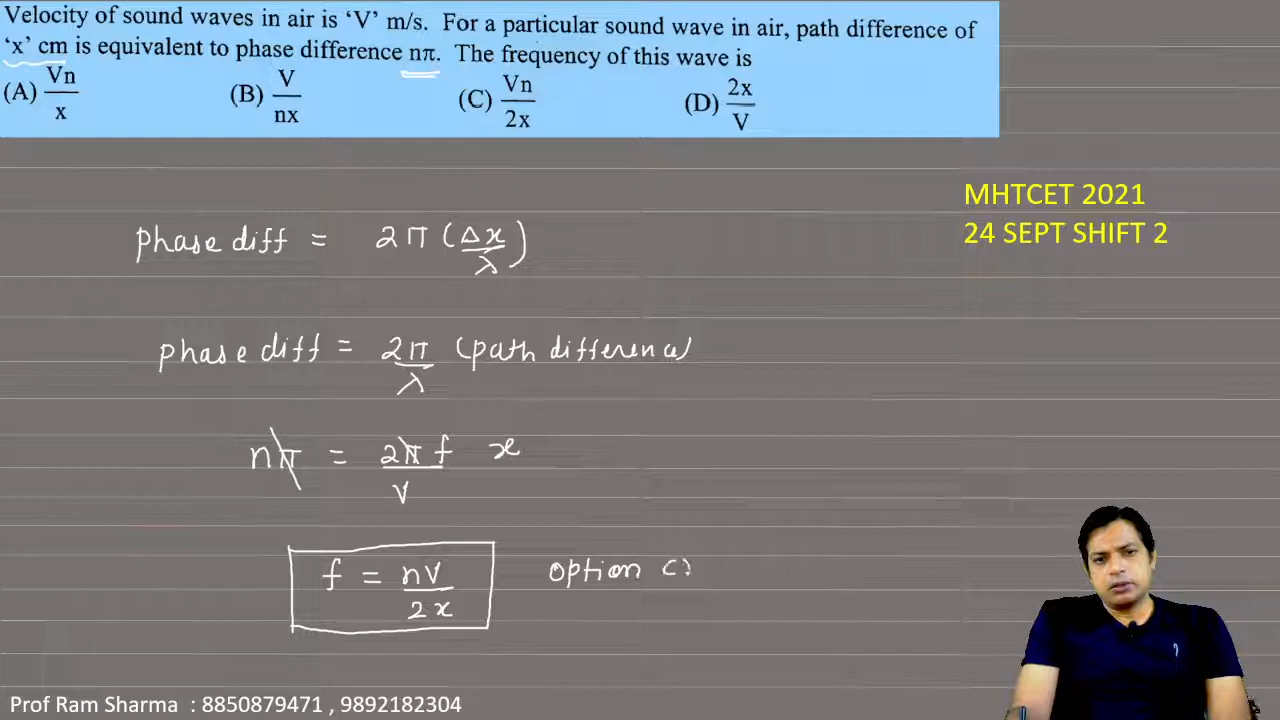 Velocity of sound waves in air is ‘V’ m/s. For a particular sound wave in air, path difference of
‘x’ cm is equivalent to phase difference nπ. The frequency of this wave is
(A) Vn/x (B) V/nx (C) Vn/2x (D) 2x/V
MHTCET 2021
24 SEPT SHIFT 2
phase diff = 2π (Δx/λ)
phase diff = 2π/λ (path difference)
nπ = 2πf/V x
f = nV/2x option c)
Prof Ram Sharma : 8850879471 , 9892182304